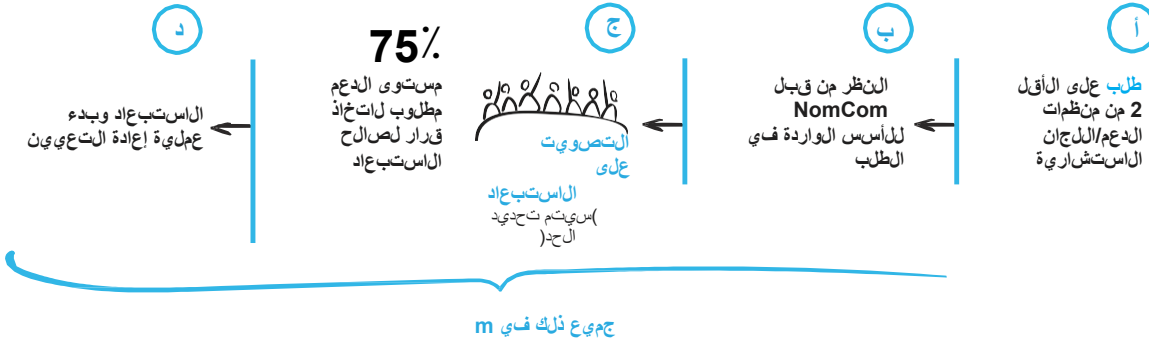 أ
طلب على الأقل
2 من منظمات
الدعم/اللجان
الاستشارية
ب
النظر من قبل
NomCom
للأسس الواردة في
الطلب
ج
التصويت
على
الاستبعاد
)سيتم تحديد
الحد(
75٪
مستوى الدعم
مطلوب لاتخاذ
قرار لصالح
الاستبعاد
د
الاستبعاد وبدء
عملية إعادة التعيين
جميع ذلك في m